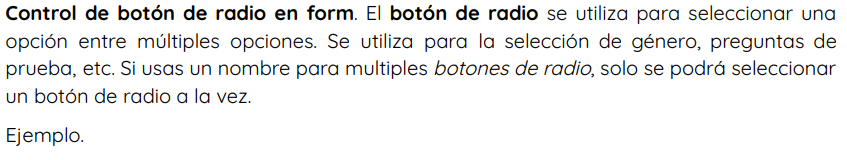 Control de botón de radio en form. El botón de radio se utiliza para seleccionar una
opción entre múltiples opciones. Se utiliza para la selección de género, preguntas de
prueba, etc. Si usas un nombre para multiples botones de radio, solo se podrá seleccionar
un botón de radio a la vez.
Ejemplo.